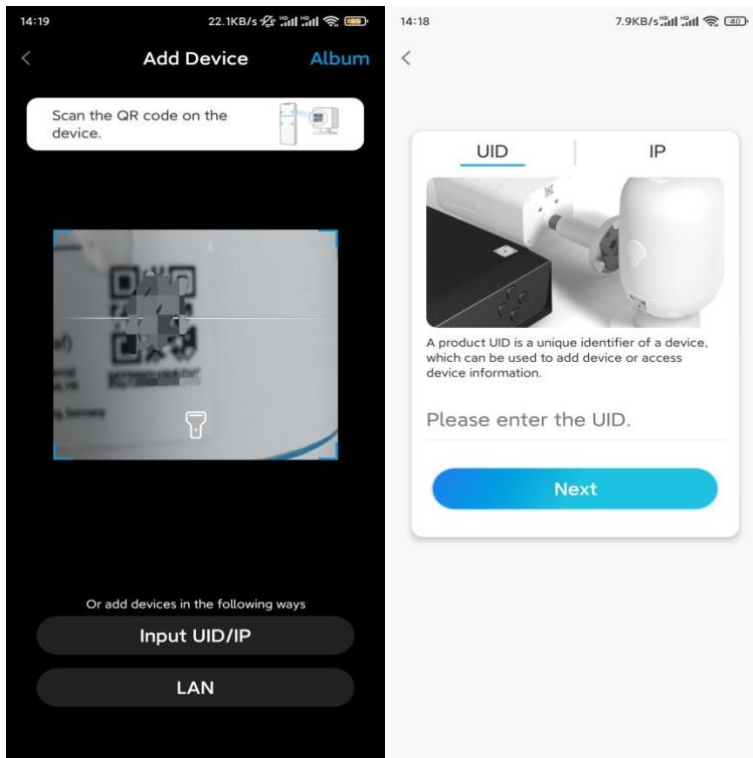 14:19
22.1KB/s
Add Device
Album
Scan the QR code on the
device.
Or add devices in the following ways
Input UID/IP
LAN
14:18
7.9KB/s
40
UID
IP
A product UID is a unique identifier of a device,
which can be used to add device or access
device information.
Please enter the UID.
Next